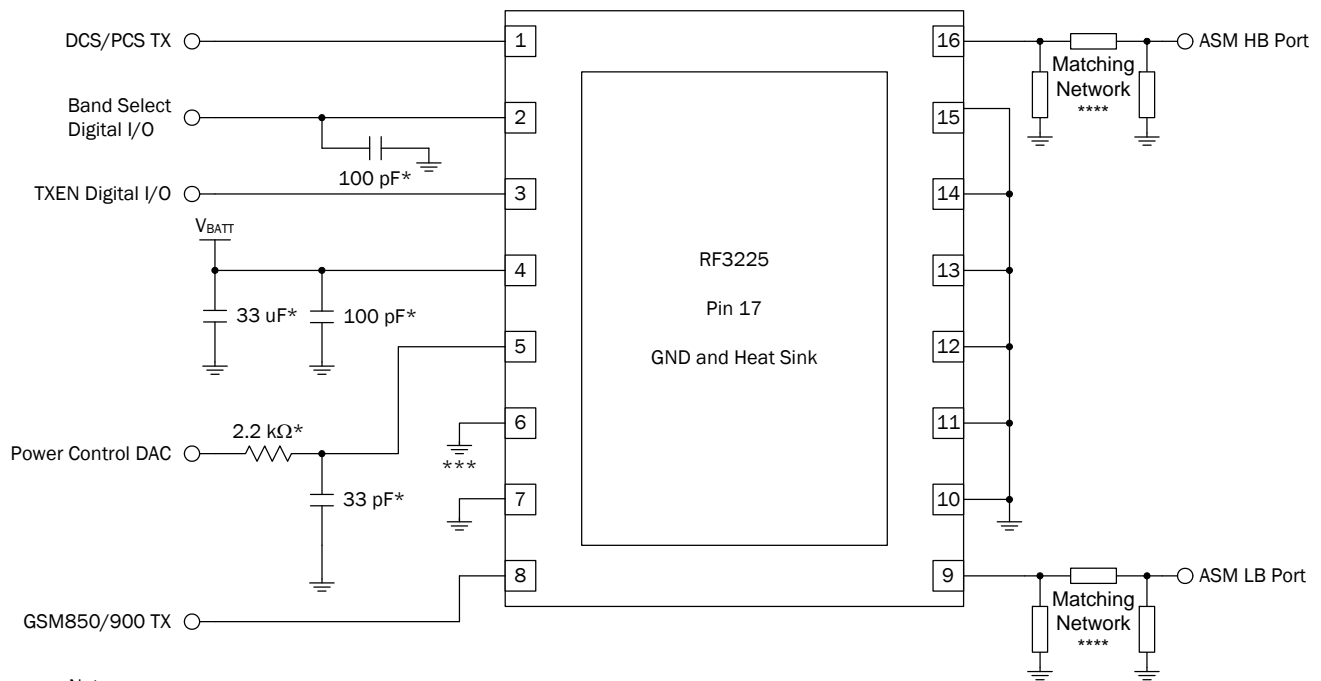 DCS/PCS TX
1
16
ASM HB Port
Matching
Network
****
Band Select
Digital I/O
2
15
100 pF*
TXEN Digital I/O
3
14
VBATT
4
13
33 uF*
100 pF*
5
12
RF3225
Pin 17
GND and Heat Sink
Power Control DAC
2.2 kΩ*
33 pF*
6
***
11
7
10
8
9
GSM850/900 TX
ASM LB Port
Matching
Network
****